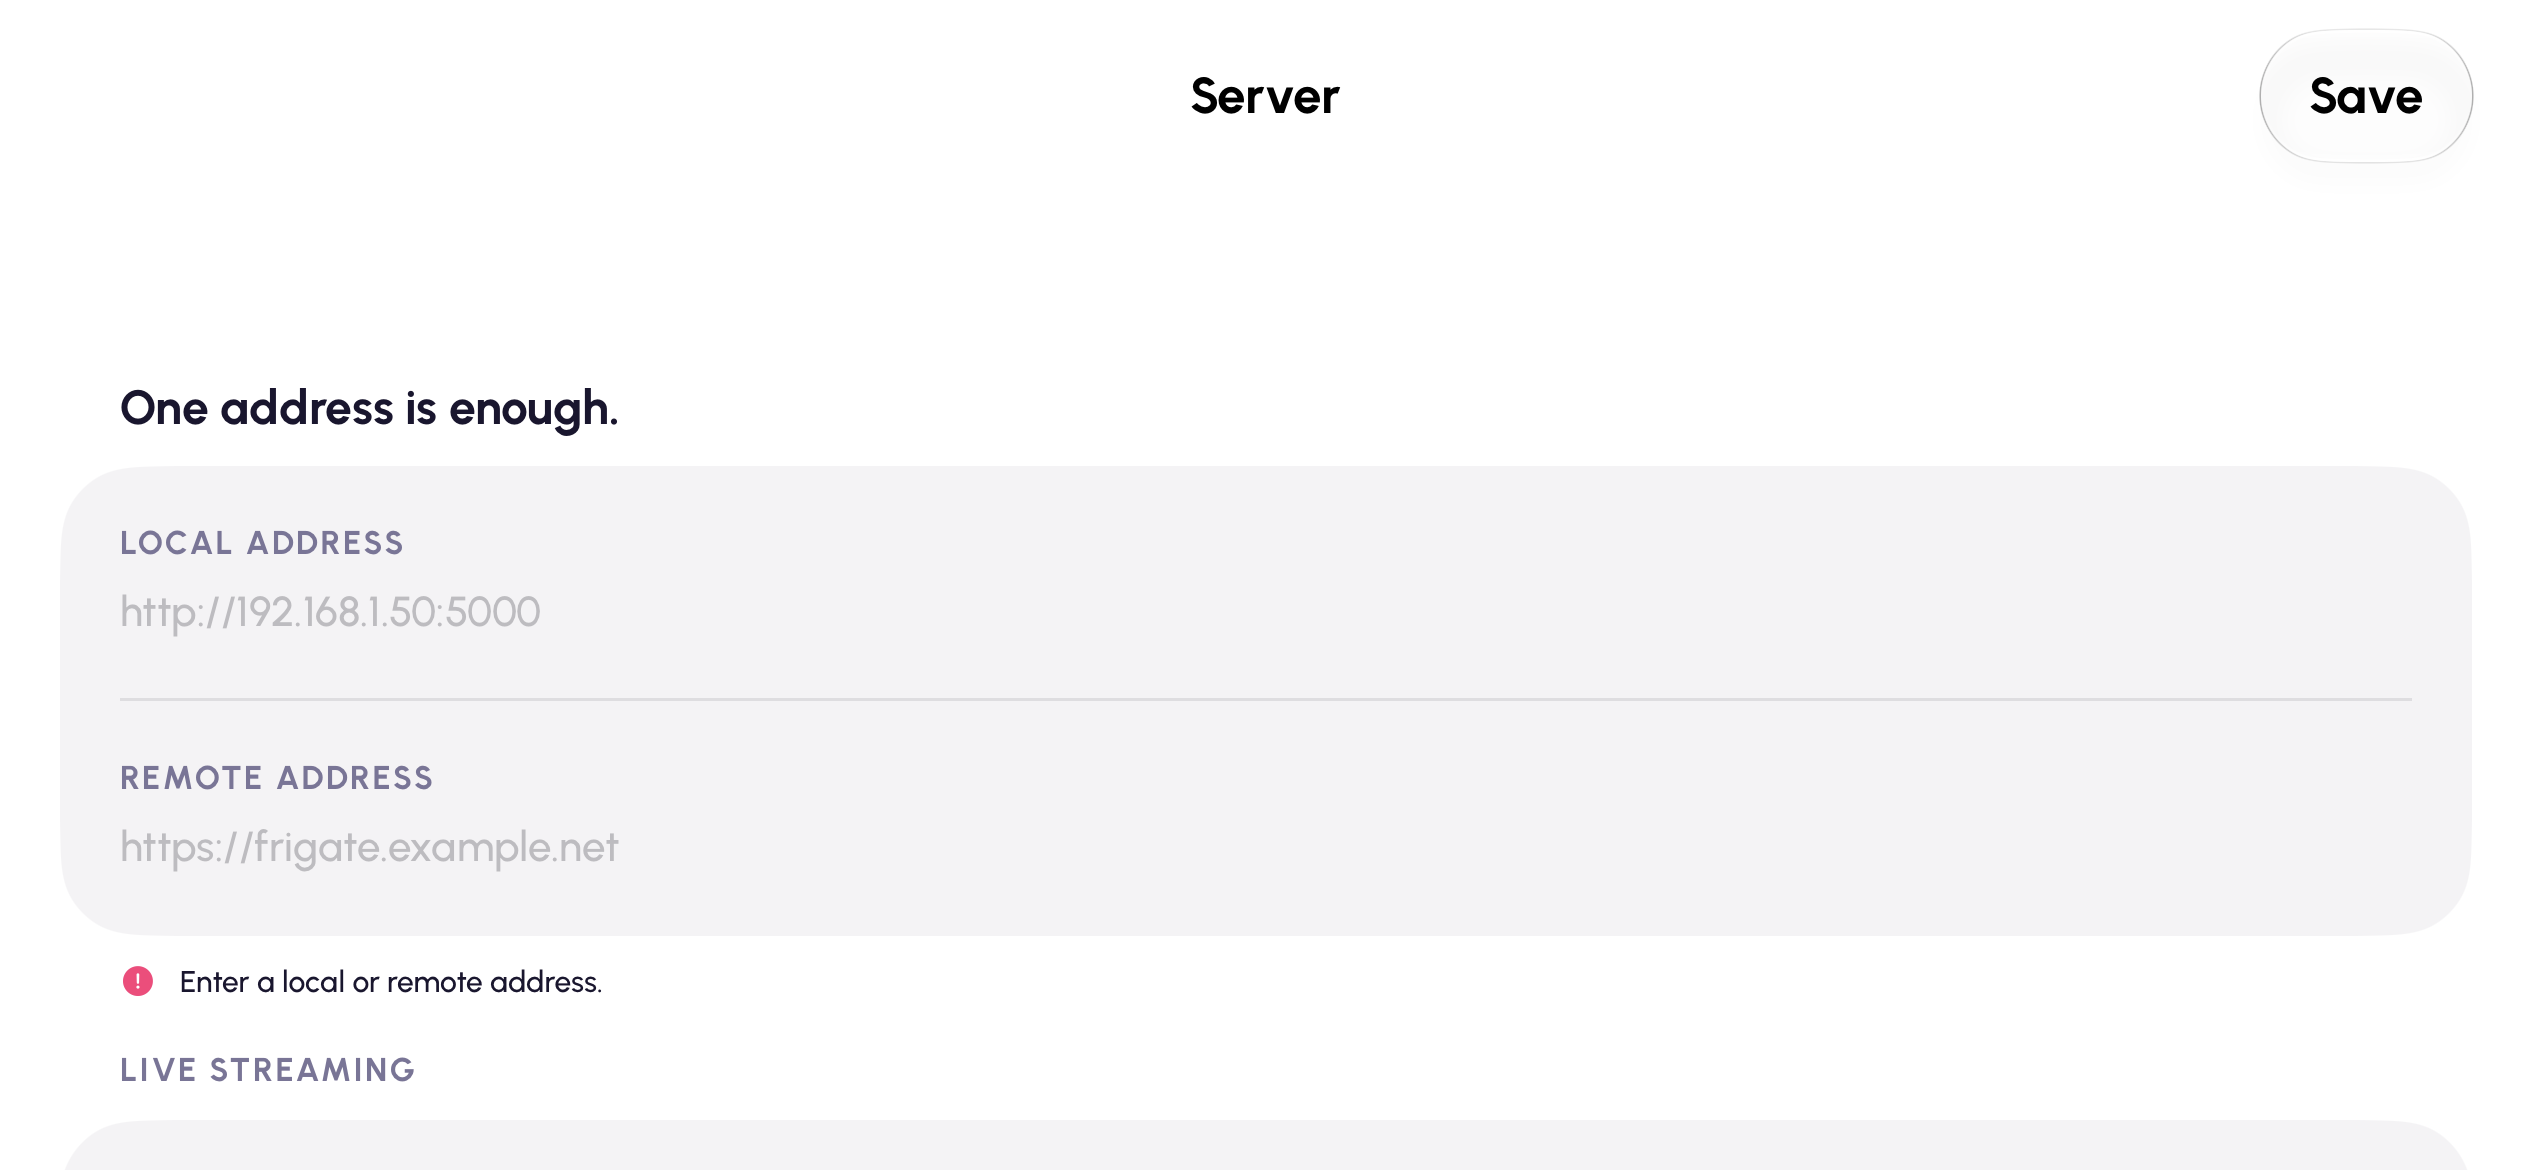 Server
Save
One address is enough.
LOCAL ADDRESS
http://192.168.1.50:5000
REMOTE ADDRESS
https://frigate.example.net
Enter a local or remote address.
LIVE STREAMING